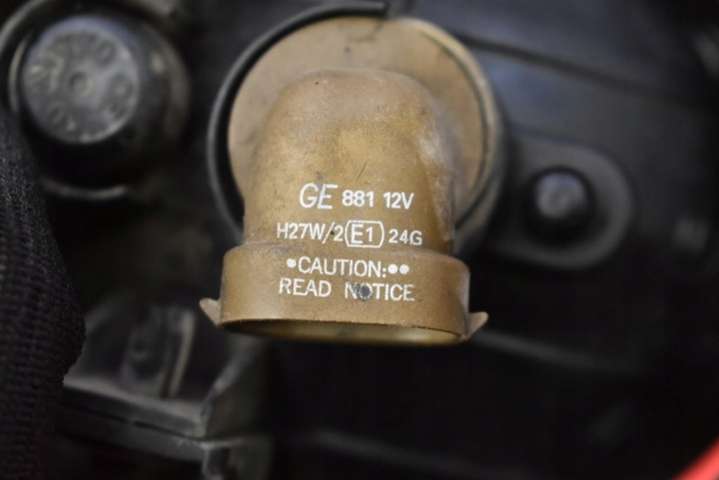 GE 881 12V
H27W/2 E1 24G
•CAUTION:••
READ NOTICE